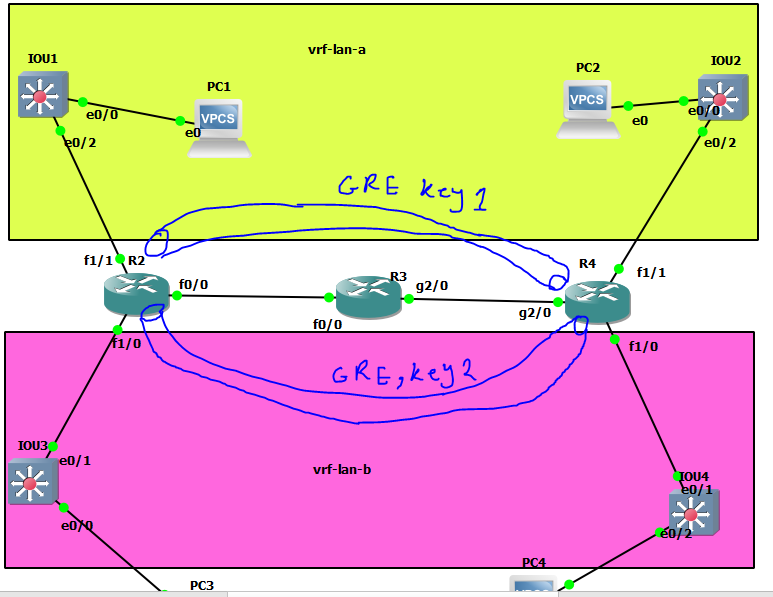 vrf-lan-a
IOU1
PC1
PC2
IOU2
VPCS
VPCS
e0/0
e0
e0
e0/0
e0/2
e0/2
GRE key 1
f1/1
R2
R3
R4
f1/1
f0/0
g2/0
f0/0
g2/0
f1/0
f1/0
GRE, key 2
IOU3
e0/1
vrf-lan-b
IOU4
e0/1
e0/0
e0/2
PC3
PC4
VPCS